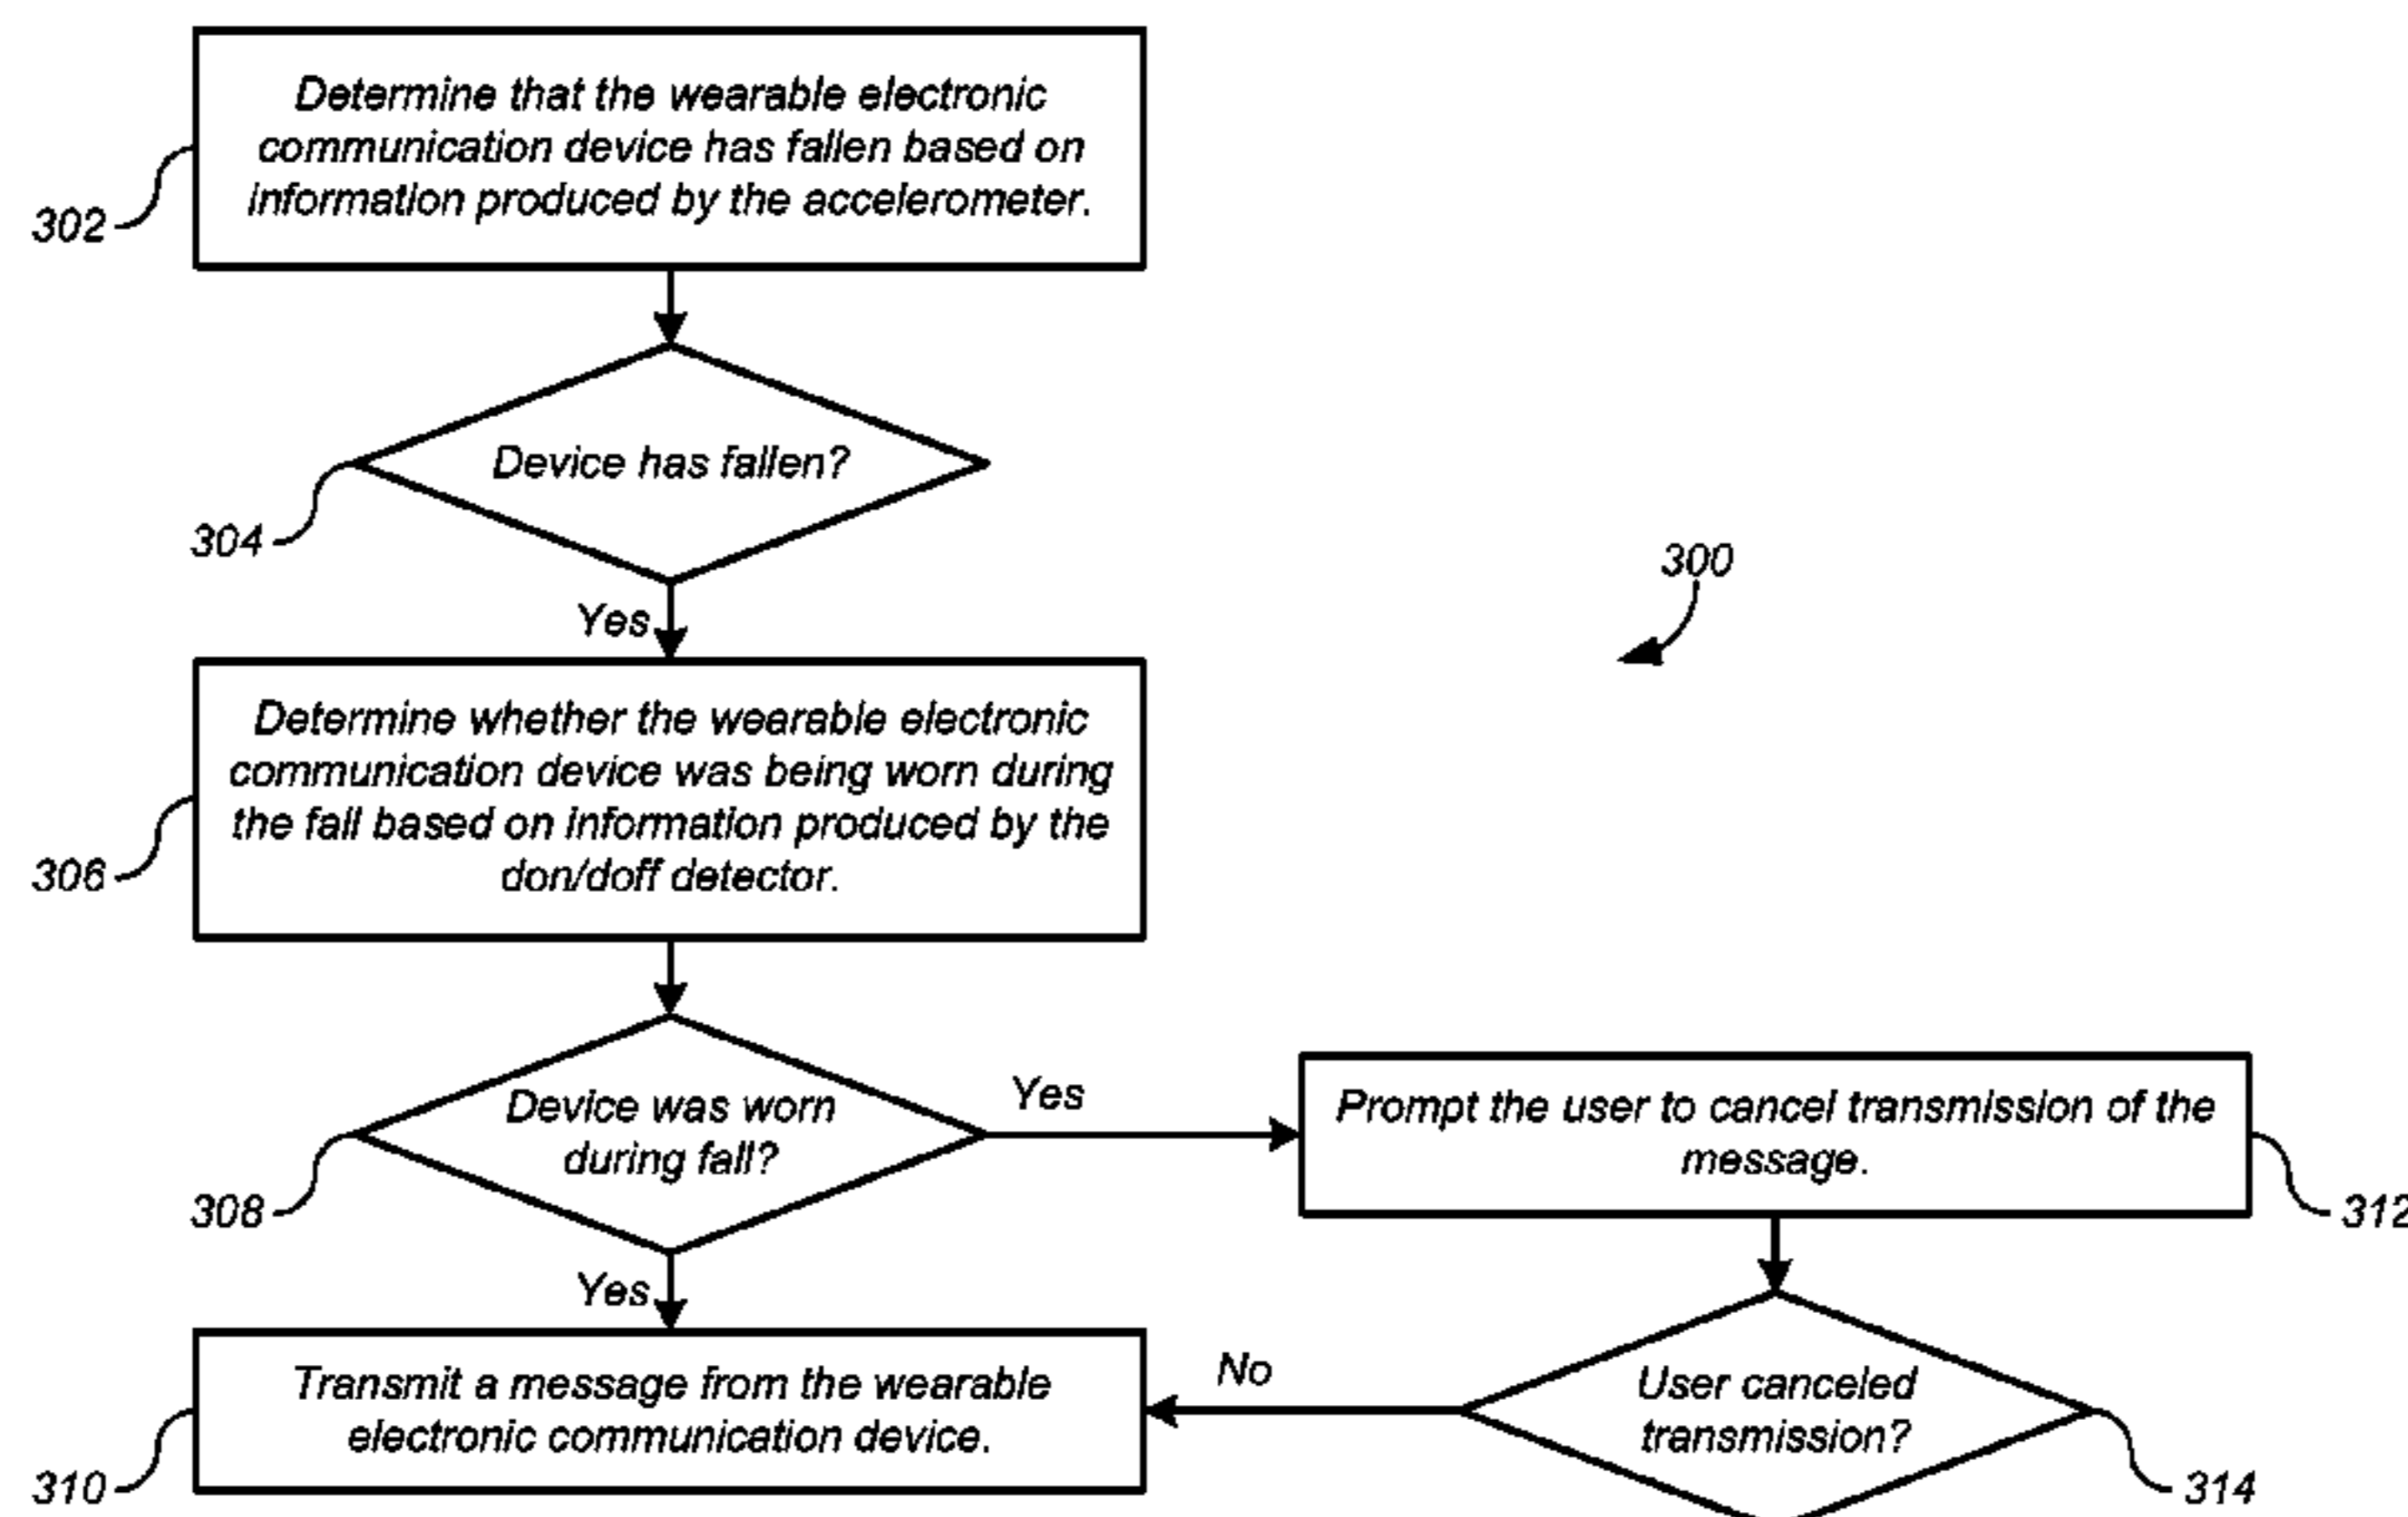 Determine that the wearable electronic
communication device has fallen based on
information produced by the accelerometer.
302
Device has fallen?
304
300
Yes
Determine whether the wearable electronic
communication device was being worn during
the fall based on information produced by the
don/doff detector.
306
Device was worn
during fall?
308
Yes
Prompt the user to cancel transmission of the
message.
312
Yes
Transmit a message from the wearable
electronic communication device.
310
No
User canceled
transmission?
314